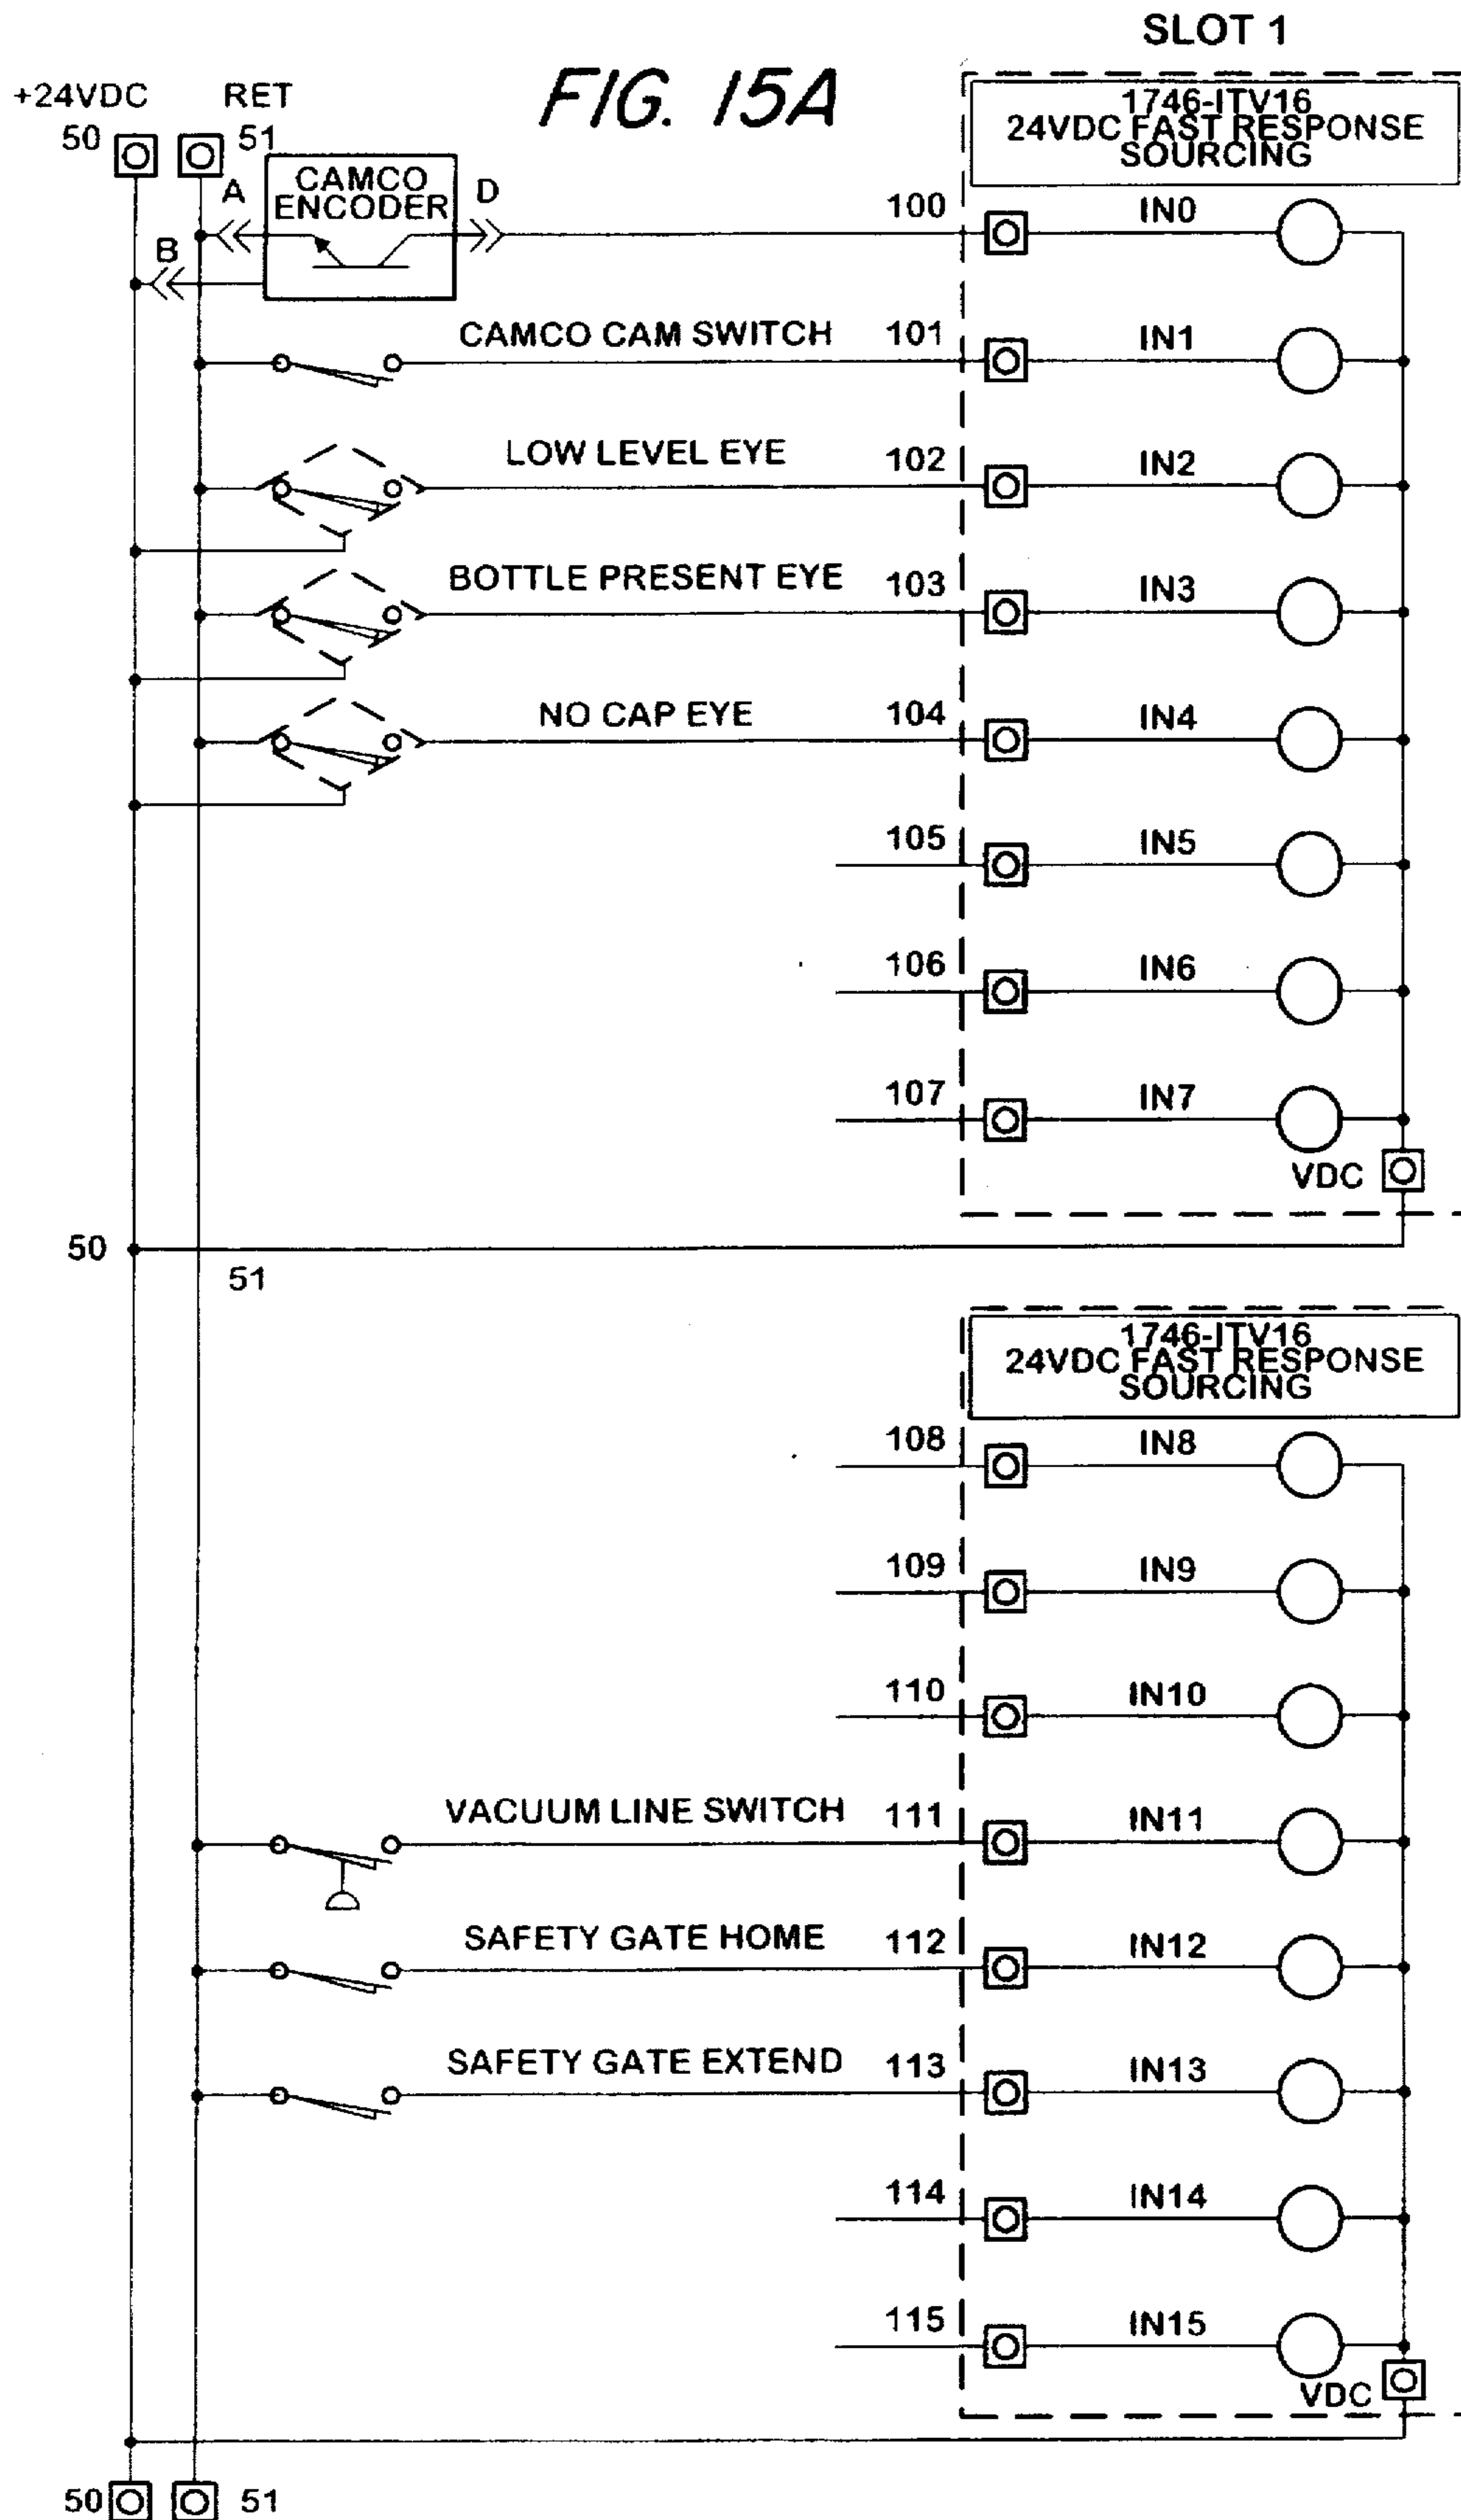 SLOT 1
FIG. 15A
+24VDC RET
50 51
1746-ITV16
24VDC FAST RESPONSE
SOURCING
CAMCO
ENCODER
A D
B
100 IN0
CAMCO CAM SWITCH 101 IN1
LOW LEVEL EYE 102 IN2
BOTTLE PRESENT EYE 103 IN3
NO CAP EYE 104 IN4
105 IN5
106 IN6
107 IN7
VDC
50
51
1746-ITV16
24VDC FAST RESPONSE
SOURCING
108 IN8
109 IN9
110 IN10
VACUUM LINE SWITCH 111 IN11
SAFETY GATE HOME 112 IN12
SAFETY GATE EXTEND 113 IN13
114 IN14
115 IN15
VDC
50 51